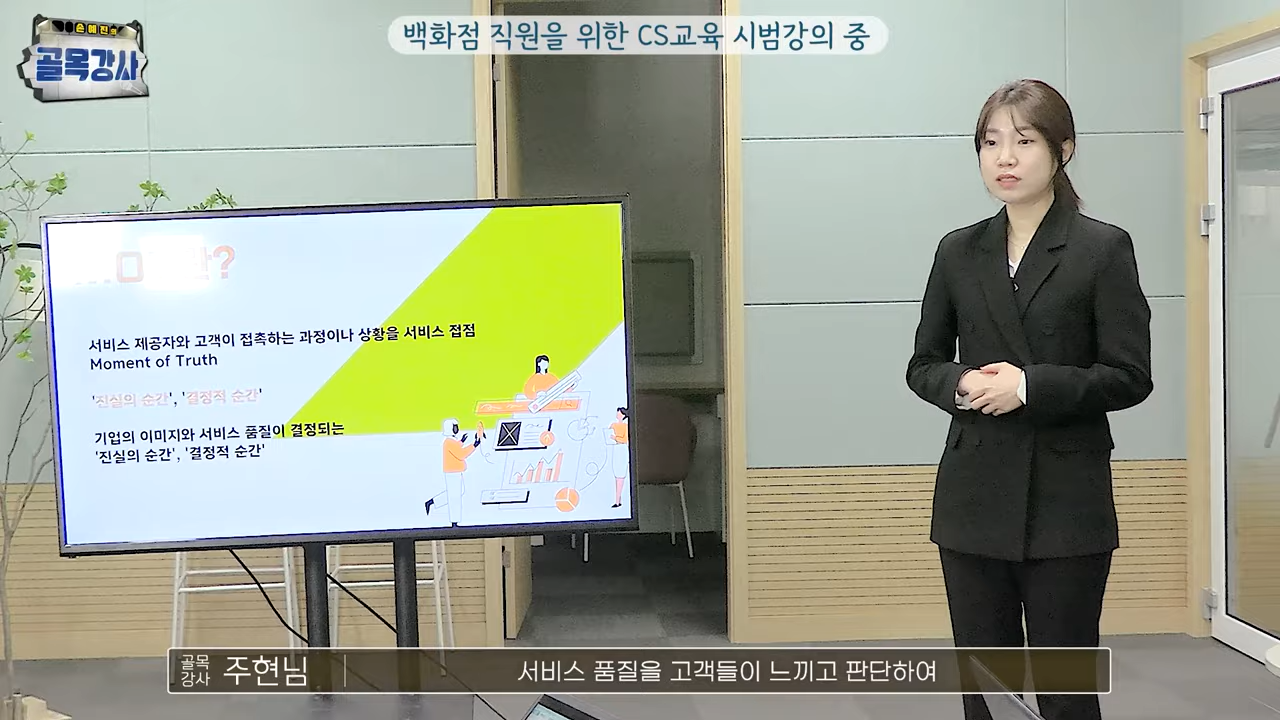 손예진의
골목강사
백화점 직원을 위한 CS교육 시범강의 중
서비스 제공자와 고객이 접촉하는 과정이나 상황을 서비스 접점
Moment of Truth
'진실의 순간', '결정적 순간'
기업의 이미지와 서비스 품질이 결정되는
'진실의 순간', '결정적 순간'
골목
강사
주현님
서비스 품질을 고객들이 느끼고 판단하여